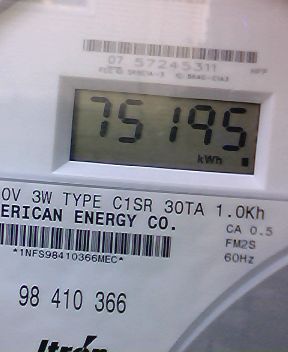 07 57245311
75195
kWh
0V 3W TYPE C1SR 30TA 1.0Kh
ERICAN ENERGY CO.
CA 0.5
FM2S
*1NFS98410366MEC*
60Hz
98 410 366
Itrón